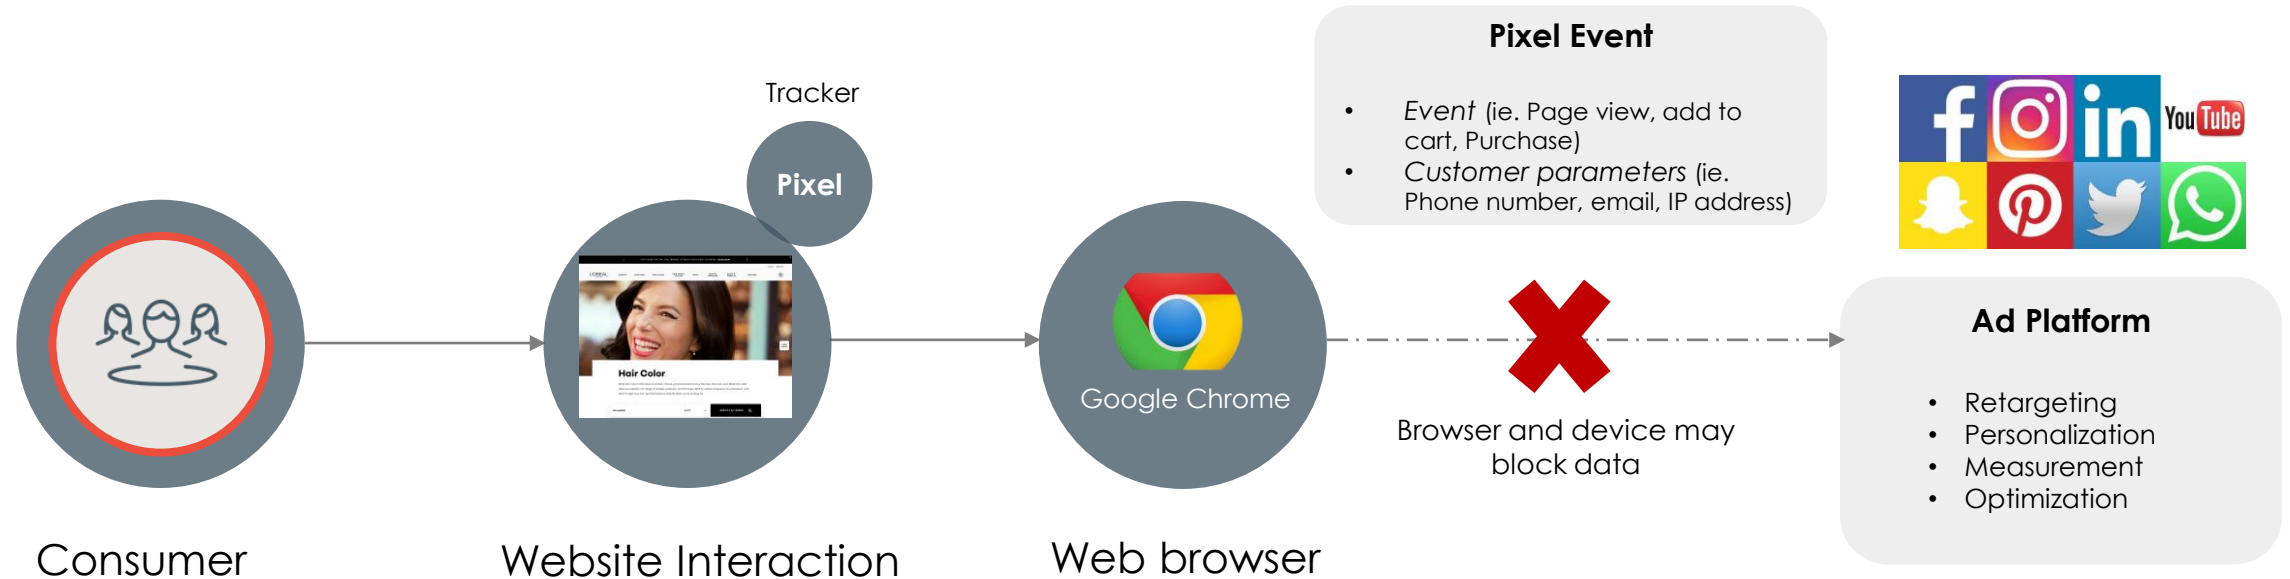 Pixel Event
• Event (ie. Page view, add to
cart, Purchase)
• Customer parameters (ie.
Phone number, email, IP address)
Tracker
Pixel
YouTube
L'ORÉAL
Hair Color
Google Chrome
Browser and device may
block data
Ad Platform
• Retargeting
• Personalization
• Measurement
• Optimization
Consumer
Website Interaction
Web browser